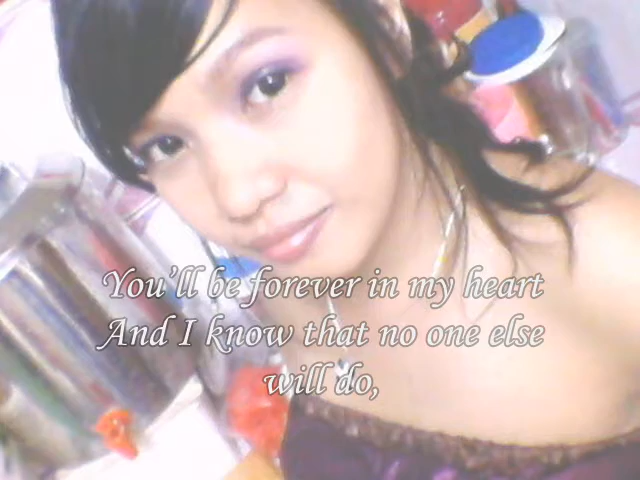 You'll be forever in my heart
And I know that no one else
will do,